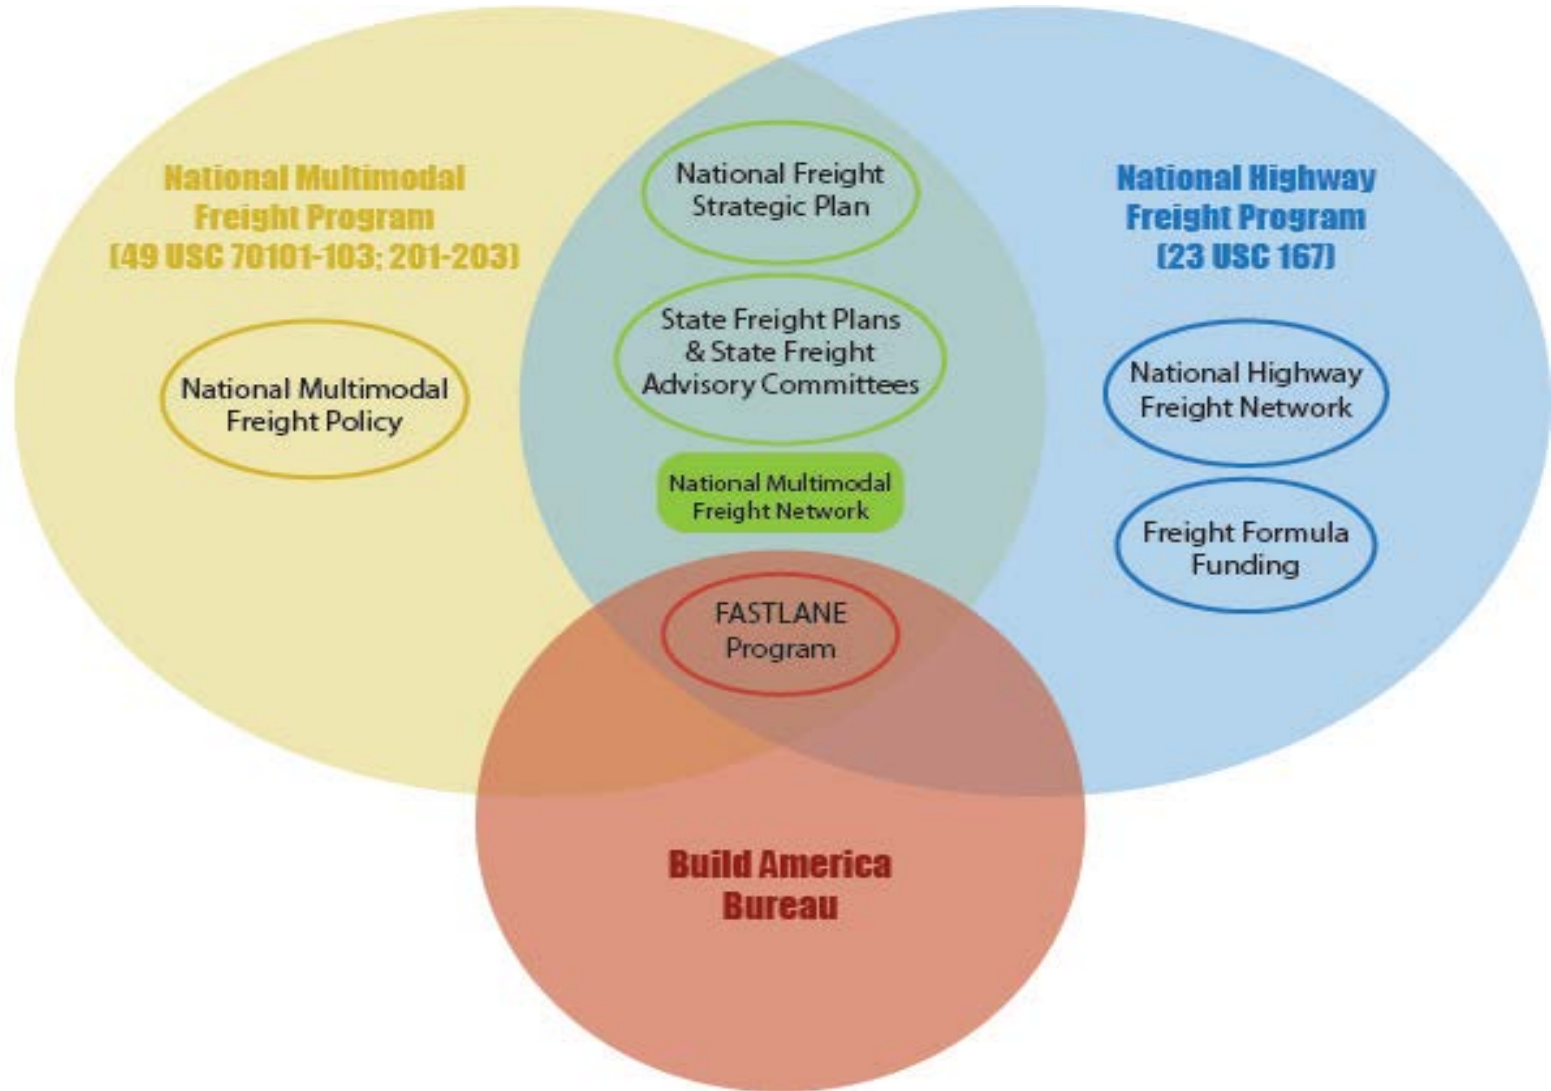 National Multimodal
Freight Program
(49 USC 70101-103; 201-203)
National Multimodal
Freight Policy
National Freight
Strategic Plan
State Freight Plans
& State Freight
Advisory Committees
National Multimodal
Freight Network
FASTLANE
Program
National Highway
Freight Program
(23 USC 167)
National Highway
Freight Network
Freight Formula
Funding
Build America
Bureau